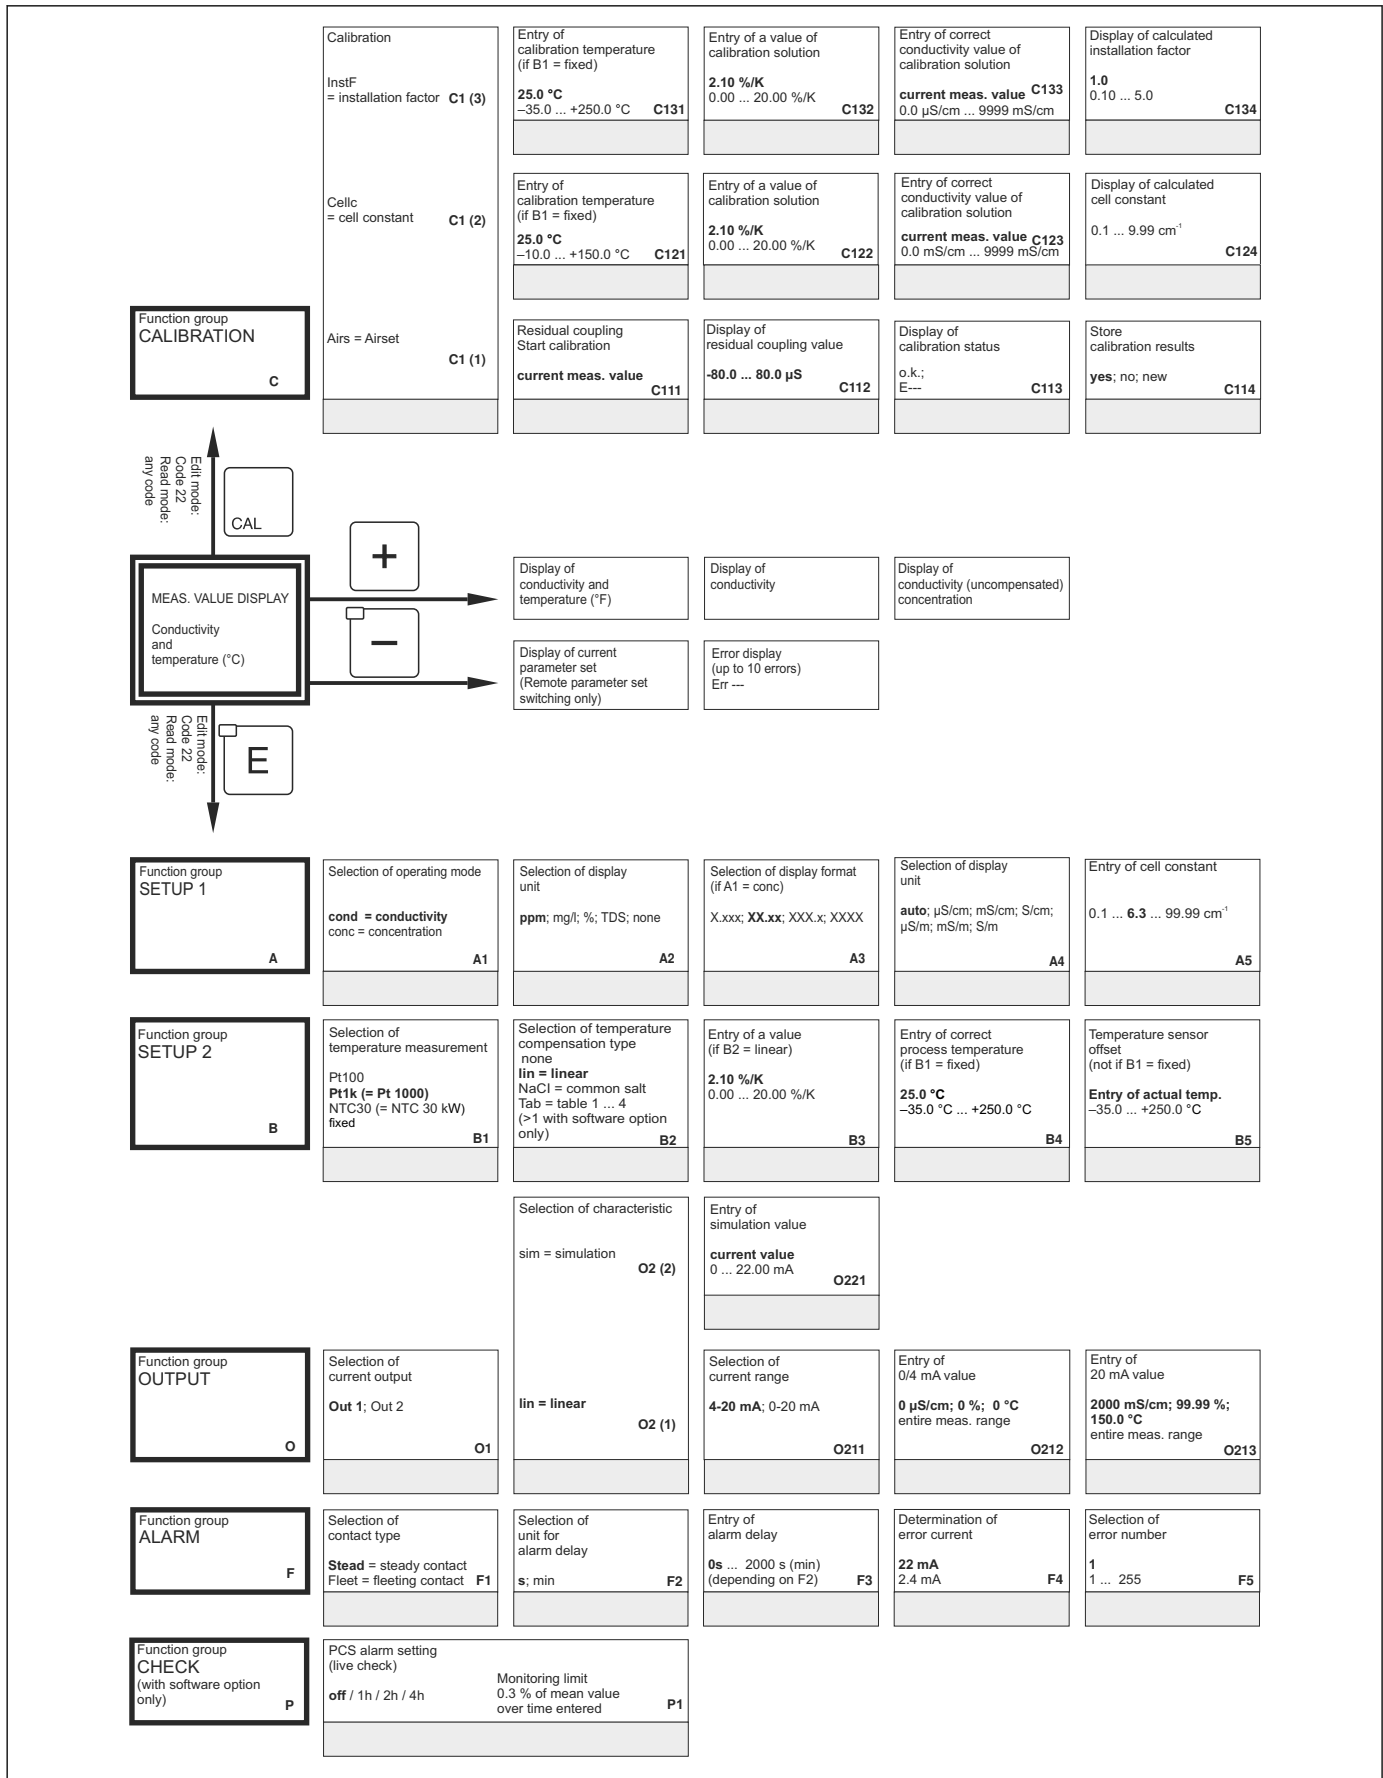 Calibration
InstF
= installation factor C1 (3)
Cellc
= cell constant C1 (2)
Airs = Airset
C1 (1)
Entry of
calibration temperature
(if B1 = fixed)
25.0 °C
–35.0 ... +250.0 °C C131
Entry of a value of
calibration solution
2.10 %/K
0.00 ... 20.00 %/K C132
Entry of correct
conductivity value of
calibration solution
current meas. value C133
0.0 µS/cm ... 9999 mS/cm
Display of calculated
installation factor
1.0
0.10 ... 5.0
C134
Entry of
calibration temperature
(if B1 = fixed)
25.0 °C
–10.0 ... +150.0 °C C121
Entry of a value of
calibration solution
2.10 %/K
0.00 ... 20.00 %/K C122
Entry of correct
conductivity value of
calibration solution
current meas. value C123
0.0 mS/cm ... 9999 mS/cm
Display of calculated
cell constant
0.1 ... 9.99 cm⁻¹
C124
Function group
CALIBRATION
C
Residual coupling
Start calibration
current meas. value
C111
Display of
residual coupling value
-80.0 ... 80.0 µS
C112
Display of
calibration status
o.k.;
E---
C113
Store
calibration results
yes; no; new
C114
Edit mode:
Code 22
Read mode:
any code
CAL
+
–
MEAS. VALUE DISPLAY
Conductivity
and
temperature (°C)
Display of
conductivity and
temperature (°F)
Display of
conductivity
Display of
conductivity (uncompensated)
concentration
Display of current
parameter set
(Remote parameter set
switching only)
Error display
(up to 10 errors)
Err ---
Edit mode:
Code 22
Read mode:
any code
E
Function group
SETUP 1
A
Selection of operating mode
cond = conductivity
conc = concentration
A1
Selection of display
unit
ppm; mg/l; %; TDS; none
A2
Selection of display format
(if A1 = conc)
X.xxx; XX.xx; XXX.x; XXXX
A3
Selection of display
unit
auto; µS/cm; mS/cm; S/cm;
µS/m; mS/m; S/m
A4
Entry of cell constant
0.1 ... 6.3 ... 99.99 cm⁻¹
A5
Function group
SETUP 2
B
Selection of
temperature measurement
Pt100
Pt1k (= Pt 1000)
NTC30 (= NTC 30 kW)
fixed
B1
Selection of temperature
compensation type
none
lin = linear
NaCl = common salt
Tab = table 1 ... 4
(>1 with software option
only)
B2
Entry of a value
(if B2 = linear)
2.10 %/K
0.00 ... 20.00 %/K
B3
Entry of correct
process temperature
(if B1 = fixed)
25.0 °C
–35.0 °C ... +250.0 °C
B4
Temperature sensor
offset
(not if B1 = fixed)
Entry of actual temp.
–35.0 ... +250.0 °C
B5
Selection of characteristic
sim = simulation
O2 (2)
lin = linear
O2 (1)
Entry of
simulation value
current value
0 ... 22.00 mA
O221
Function group
OUTPUT
O
Selection of
current output
Out 1; Out 2
O1
Selection of
current range
4-20 mA; 0-20 mA
O211
Entry of
0/4 mA value
0 µS/cm; 0 %; 0 °C
entire meas. range
O212
Entry of
20 mA value
2000 mS/cm; 99.99 %;
150.0 °C
entire meas. range
O213
Function group
ALARM
F
Selection of
contact type
Stead = steady contact
Fleet = fleeting contact F1
Selection of
unit for
alarm delay
s; min F2
Entry of
alarm delay
0s ... 2000 s (min)
(depending on F2) F3
Determination of
error current
22 mA
2.4 mA F4
Selection of
error number
1
1 ... 255 F5
Function group
CHECK
(with software option
only) P
PCS alarm setting
(live check)
off / 1h / 2h / 4h
Monitoring limit
0.3 % of mean value
over time entered
P1